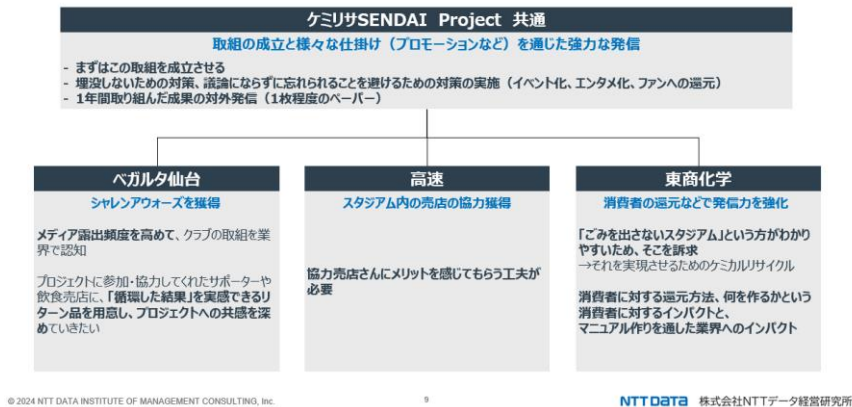 ケミリサSENDAI Project 共通
取組の成立と様々な仕掛け（プロモーションなど）を通じた強力な発信
- まずはこの取組を成立させる
- 埋没しないための対策、議論にならずに忘れられることを避けるための対策の実施（イベント化、エンタメ化、ファンへの還元）
- 1年間取り組んだ成果の対外発信（1枚程度のペーパー）
ベガルタ仙台
シャレンアウォーズを獲得
メディア露出頻度を高めて、クラブの取組を業
界で認知
プロジェクトに参加・協力してくれたサポーターや
飲食売店に、「循環した結果」を実感できるリ
ターン品を用意し、プロジェクトへの共感を深
めていきたい
高速
スタジアム内の売店の協力獲得
協力売店さんにメリットを感じてもらう工夫が
必要
東商化学
消費者の還元などで発信力を強化
「ごみを出さないスタジアム」という方がわかり
やすいため、そこを訴求
→それを実現させるためのケミカルリサイクル
消費者に対する還元方法、何を作るかという
消費者に対するインパクトと、
マニュアル作りを通した業界へのインパクト
© 2024 NTT DATA INSTITUTE OF MANAGEMENT CONSULTING, Inc.
9
NTT DATA 株式会社NTTデータ経営研究所